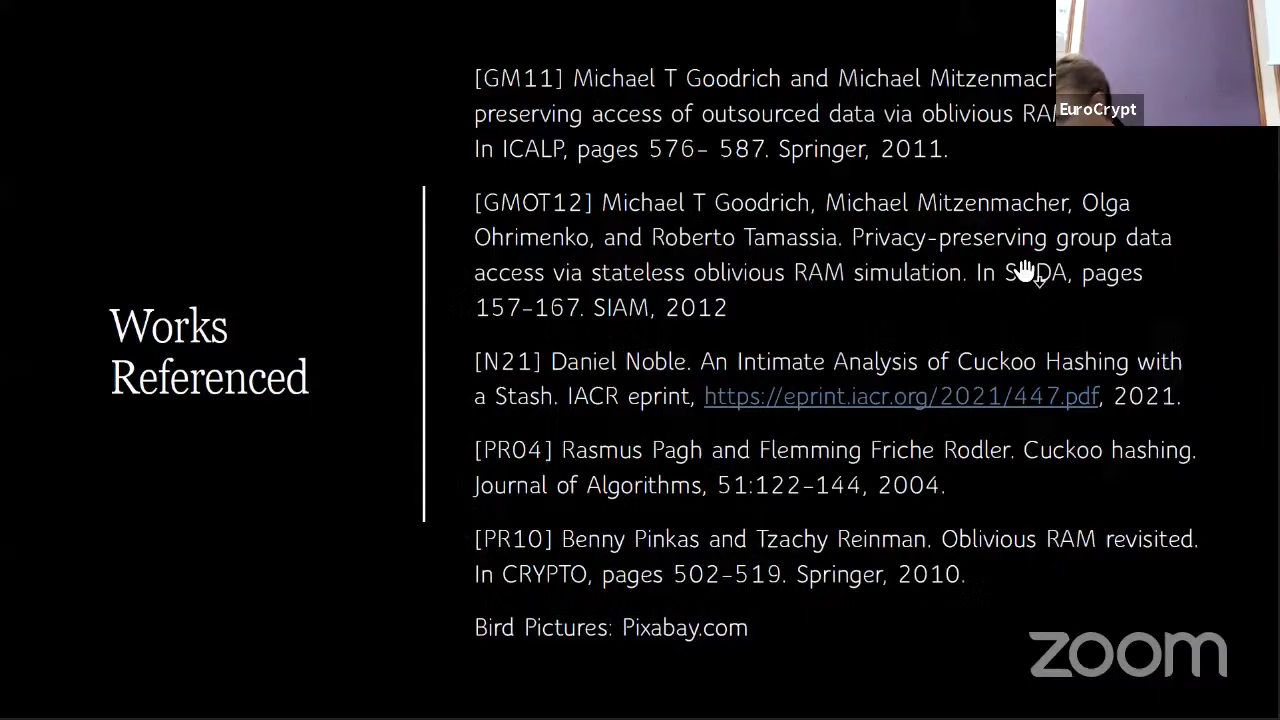 [GM11] Michael T Goodrich and Michael
preserving access of outsourced data via oblivious
In ICALP, pages 576– 587. Springer, 2011.
EuroCrypt
[GMOT12] Michael T Goodrich, Michael Mitzenmacher, Olga
Ohrimenko, and Roberto Tamassia. Privacy-preserving group data
access via stateless oblivious RAM simulation. In pages
157–167. SIAM, 2012
Works
Referenced
[N21] Daniel Noble. An Intimate Analysis of Cuckoo Hashing with
a Stash. IACR eprint, https://eprint.iacr.org/2021/447.pdf, 2021.
[PR04] Rasmus Pagh and Flemming Friche Rodler. Cuckoo hashing.
Journal of Algorithms, 51:122–144, 2004.
[PR10] Benny Pinkas and Tzachy Reinman. Oblivious RAM revisited.
In CRYPTO, pages 502–519. Springer, 2010.
Bird Pictures: Pixabay.com
zoom